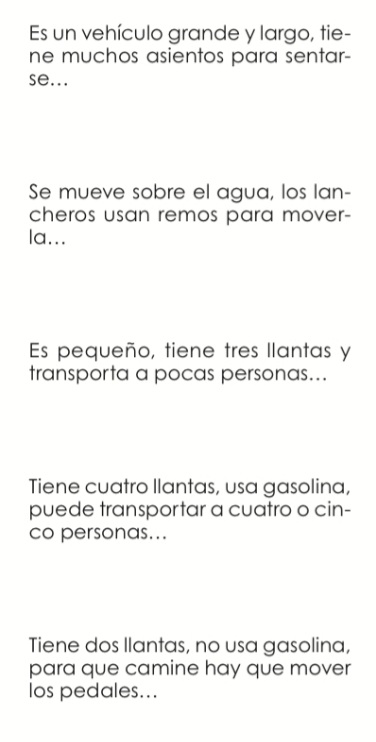 Es un vehículo grande y largo, tie-
ne muchos asientos para sentar-
se...
Se mueve sobre el agua, los lan-
cheros usan remos para mover-
la...
Es pequeño, tiene tres llantas y
transporta a pocas personas...
Tiene cuatro llantas, usa gasolina,
puede transportar a cuatro o cin-
co personas...
Tiene dos llantas, no usa gasolina,
para que camine hay que mover
los pedales...